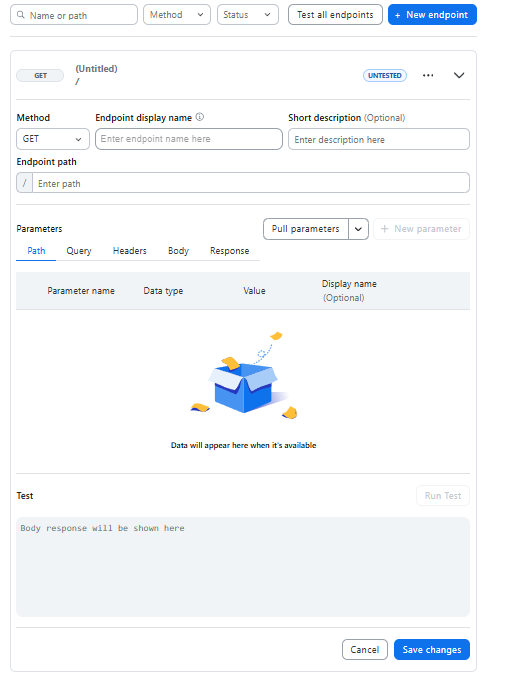 Name or path Method Status Test all endpoints + New endpoint
GET (Untitled) UNTESTED ...
/
Method Endpoint display name Short description (Optional)
GET Enter endpoint name here Enter description here
Endpoint path
/ Enter path
Parameters Pull parameters + New parameter
Path Query Headers Body Response
Parameter name Data type Value Display name
(Optional)
Data will appear here when it's available
Test Run Test
Body response will be shown here
Cancel Save changes